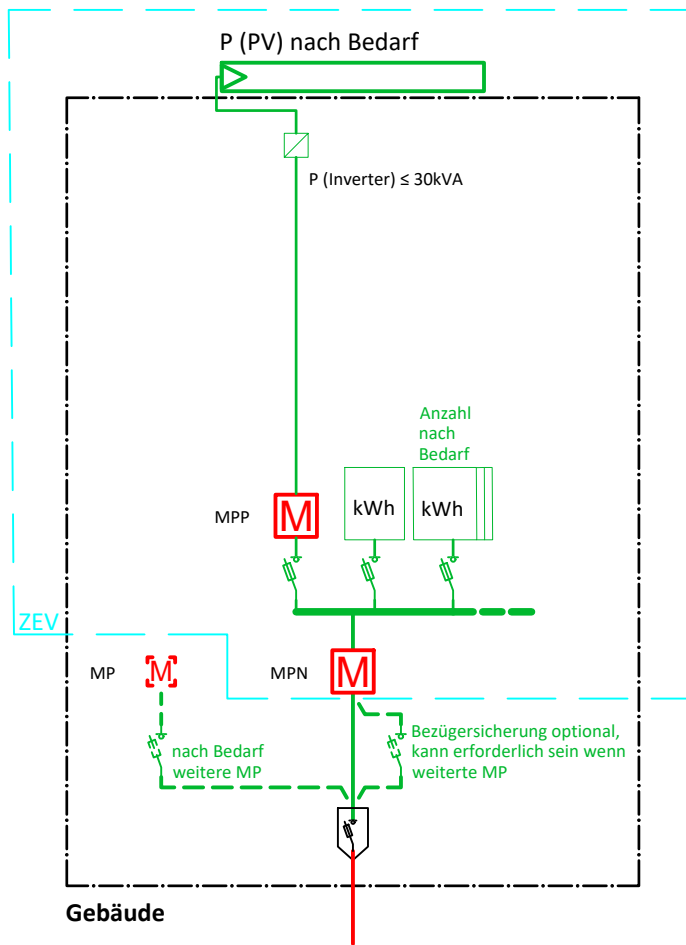 P (PV) nach Bedarf
P (Inverter) ≤ 30kVA
Anzahl
nach
Bedarf
MPP
M
kWh
kWh
ZEV
MP
M
MPN
M
nach Bedarf
weitere MP
Bezügersicherung optional,
kann erforderlich sein wenn
weiterte MP
Gebäude